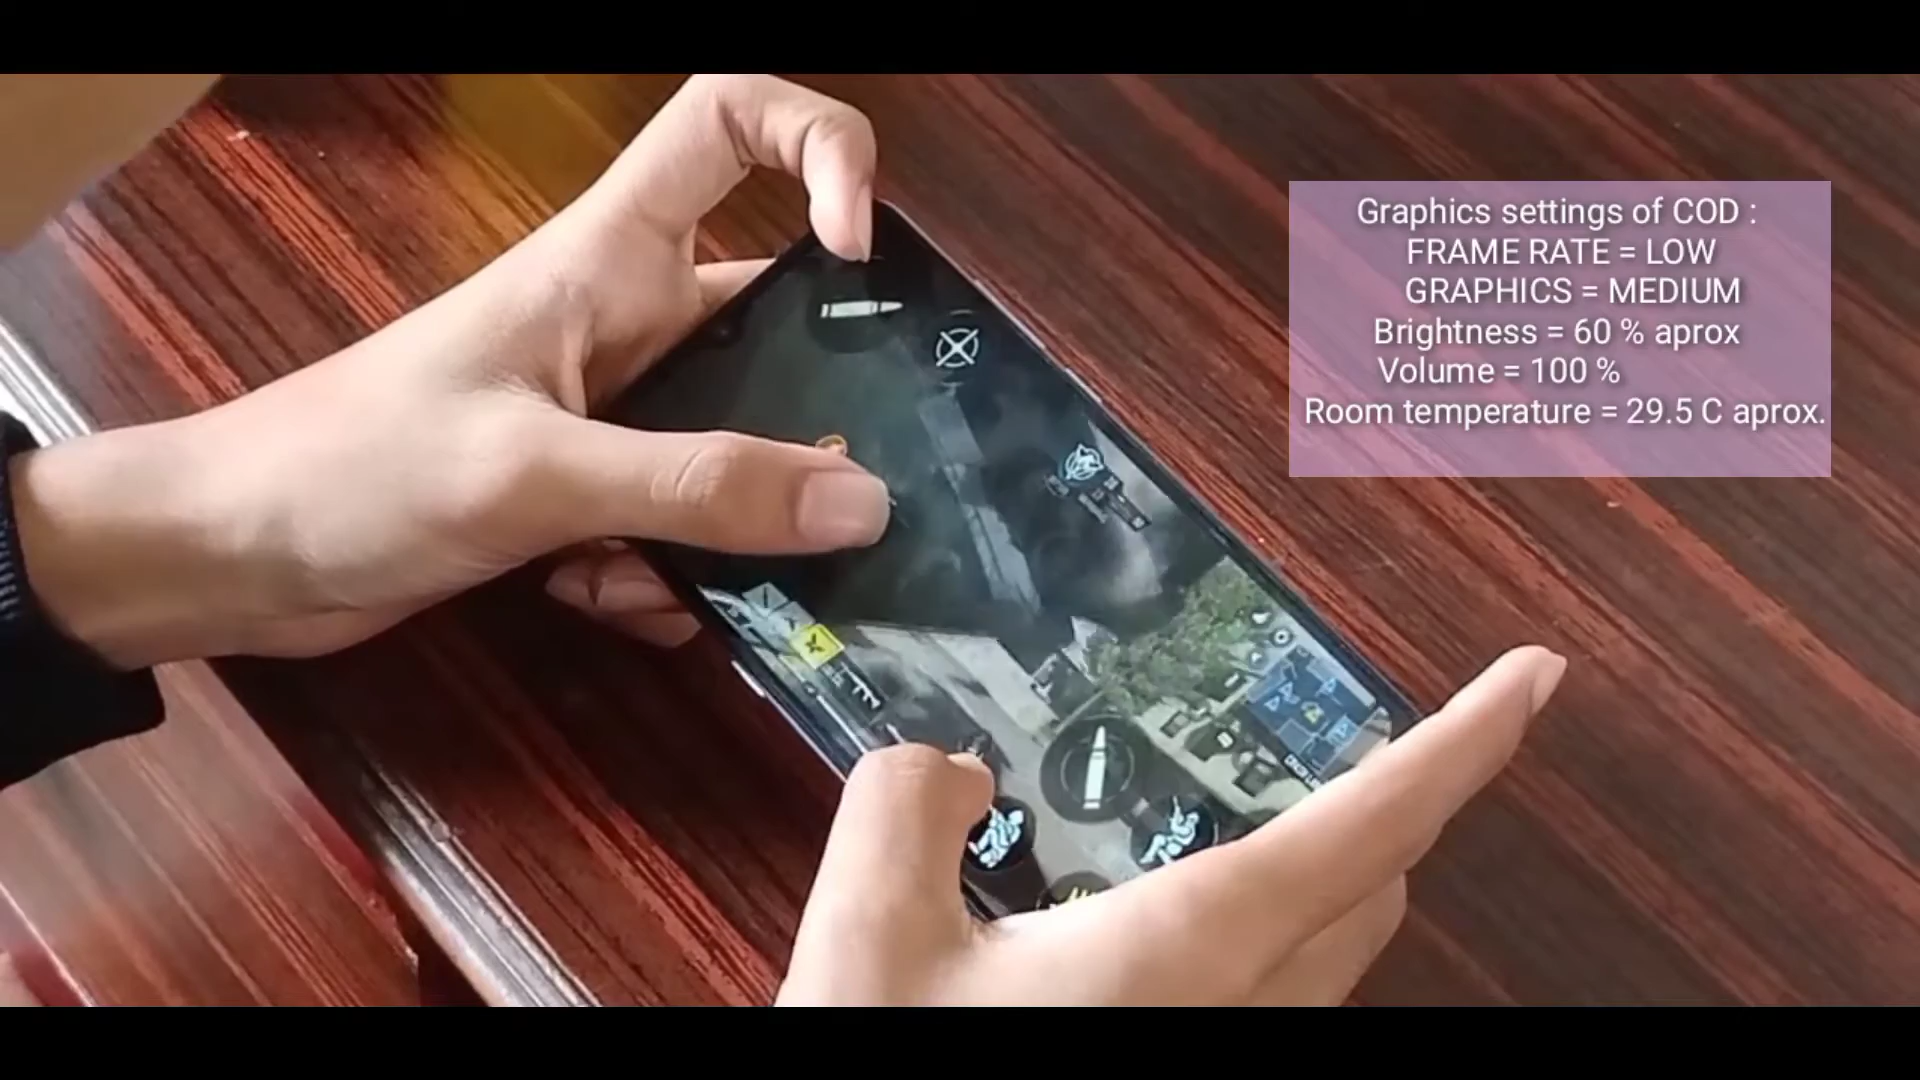 Graphics settings of COD :
FRAME RATE = LOW
GRAPHICS = MEDIUM
Brightness = 60 % aprox
Volume = 100 %
Room temperature = 29.5 C aprox.